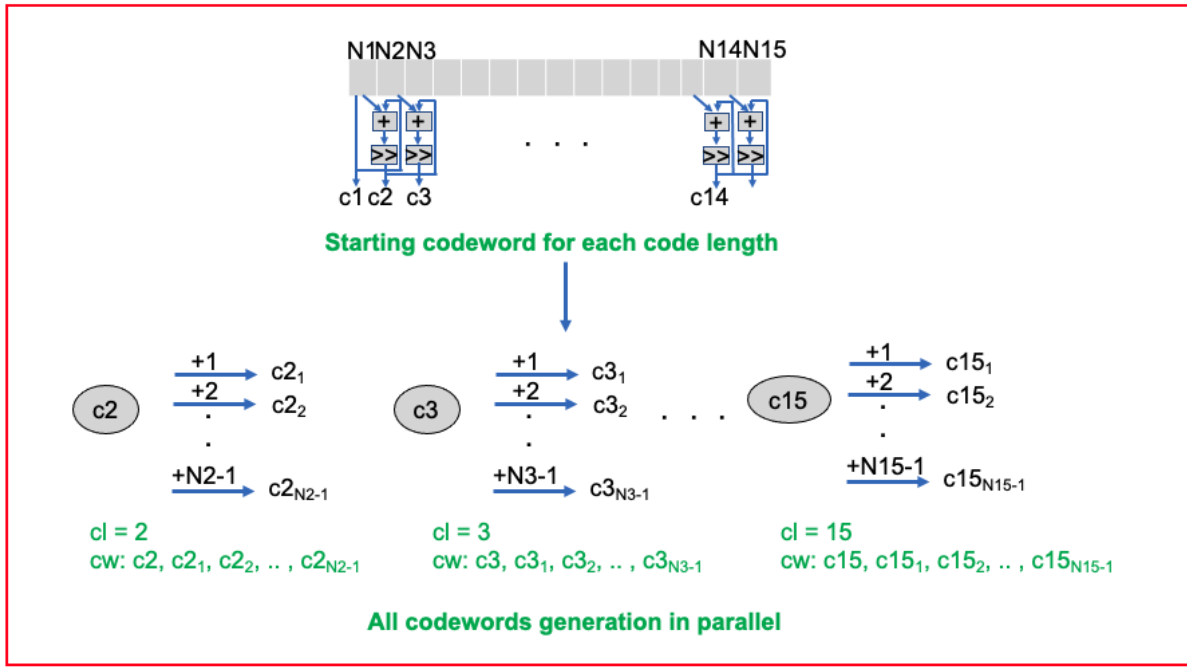 N1N2N3 N14N15
+ + + +
>> >> >> >>
. . .
c1 c2 c3 c14
Starting codeword for each code length
+1 +1 +1
c2₁ c3₁ c15₁
+2 +2 +2
c2 c2₂ c3 c3₂ . . . c15 c15₂
. . .
. . .
+N2-1 +N3-1 +N15-1
c2N2-1 c3N3-1 c15N15-1
cl = 2 cl = 3 cl = 15
cw: c2, c2₁, c2₂, .. , c2N2-1 cw: c3, c3₁, c3₂, .. , c3N3-1 cw: c15, c15₁, c15₂, .. , c15N15-1
All codewords generation in parallel